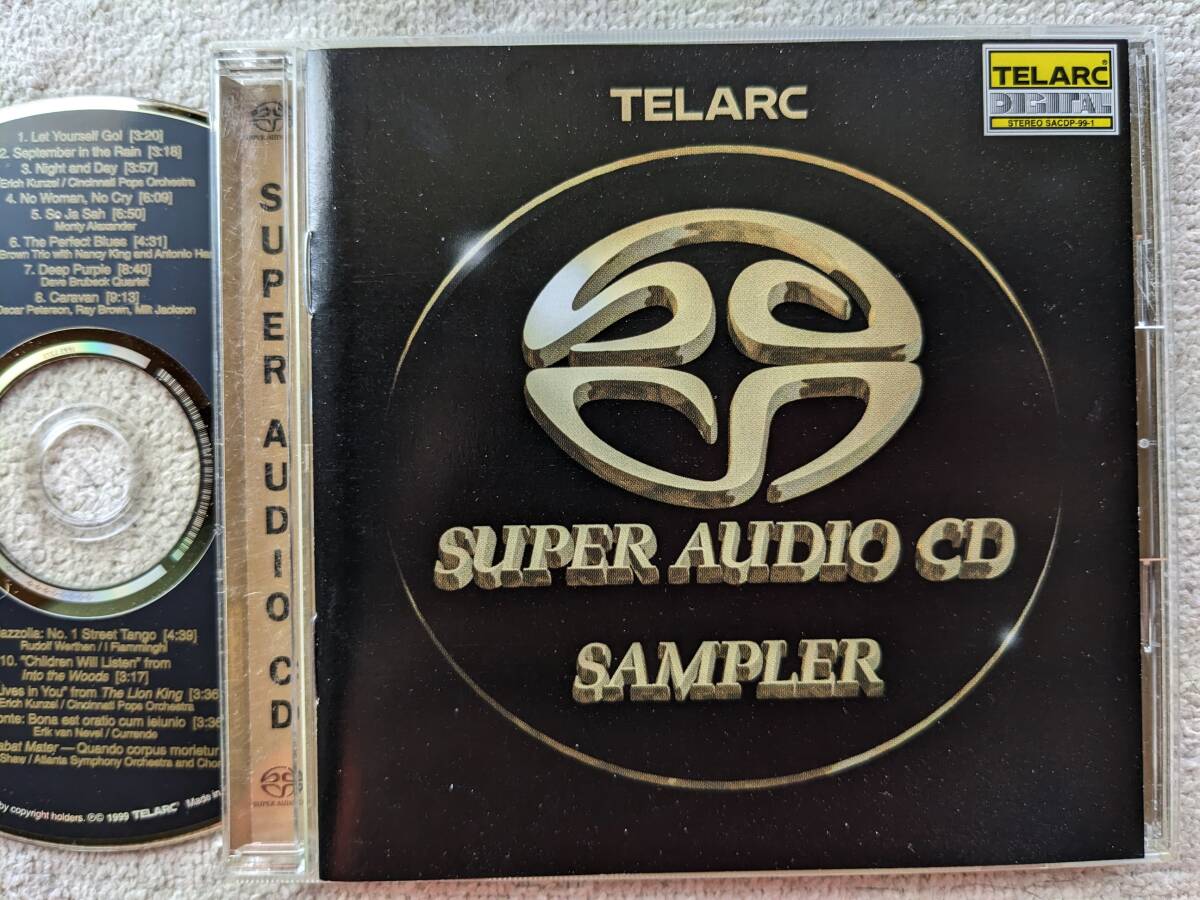 1. Let Yourself Go! [3:20]
2. September in the Rain [3:18]
3. Night and Day [3:57]
Erich Kunzel / Cincinnati Pops Orchestra
4. No Woman, No Cry [6:09]
5. So Ja Sah [6:50]
Monty Alexander
6. The Perfect Blues [4:31]
Brown Trio with Nancy King and Antonio
7. Deep Purple [8:40]
Dave Brubeck Quartet
8. Caravan [9:13]
Oscar Peterson, Ray Brown, Milt Jackson
No. 1 Street Tango [4:39]
Rudolf Werthen / I Fiamminghi
10. "Children Will Listen" from
Into the Woods [3:17]
in You" from The Lion King [3:36
Erich Kunzel / Cincinnati Pops Orchestra
Bona est oratio cum ieiunio [3:36
Erik van Nevel / Currende
Mater — Quando corpus morietur
Shaw / Atlanta Symphony Orchestra and
by copyright holders. ℗© 1999 TELARC® Made in
SUPER AUDIO CD
SUPER AUDIO
TELARC
TELARC®
DIGITAL
STEREO SACDP-99-1
SUPER AUDIO CD
SAMPLER